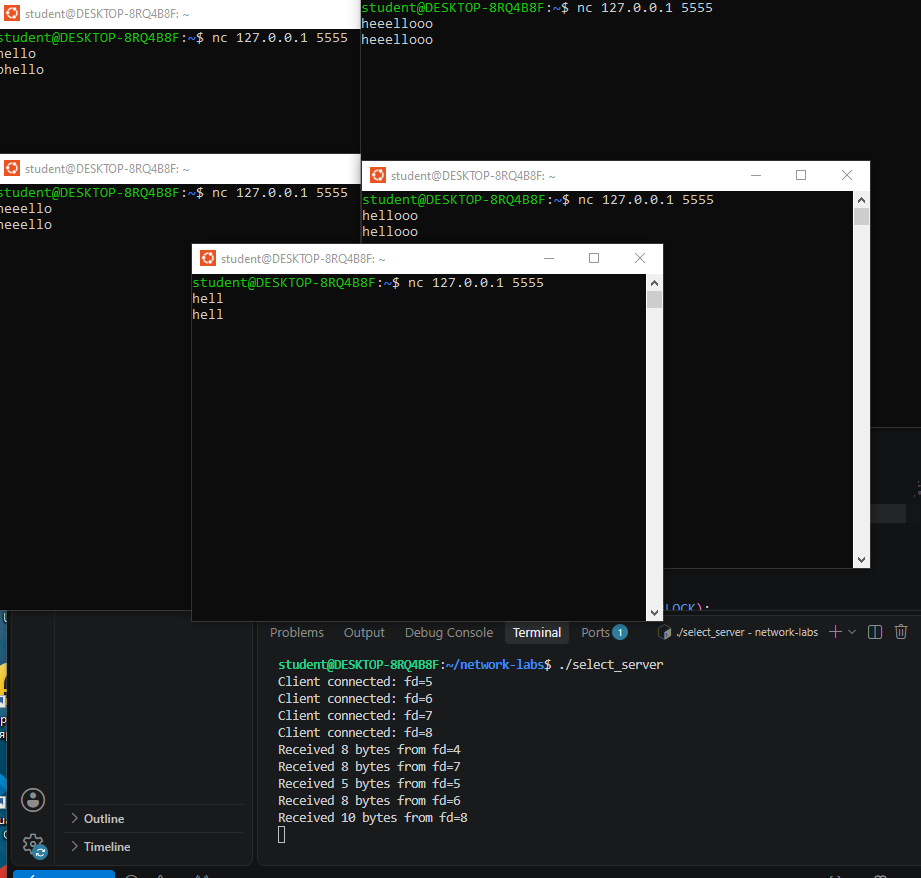 student@DESKTOP-8RQ4B8F: ~
student@DESKTOP-8RQ4B8F:~$ nc 127.0.0.1 5555
hello
ohello
student@DESKTOP-8RQ4B8F:~$ nc 127.0.0.1 5555
heeellooo
heeellooo
student@DESKTOP-8RQ4B8F: ~
student@DESKTOP-8RQ4B8F:~$ nc 127.0.0.1 5555
heeello
heeello
student@DESKTOP-8RQ4B8F: ~
student@DESKTOP-8RQ4B8F:~$ nc 127.0.0.1 5555
hellooo
hellooo
student@DESKTOP-8RQ4B8F: ~
student@DESKTOP-8RQ4B8F:~$ nc 127.0.0.1 5555
hell
hell
LOCK);
Problems Output Debug Console Terminal Ports 1 ./select_server - network-labs
student@DESKTOP-8RQ4B8F:~/network-labs$ ./select_server
Client connected: fd=5
Client connected: fd=6
Client connected: fd=7
Client connected: fd=8
Received 8 bytes from fd=4
Received 8 bytes from fd=7
Received 5 bytes from fd=5
Received 8 bytes from fd=6
Received 10 bytes from fd=8
Outline
Timeline